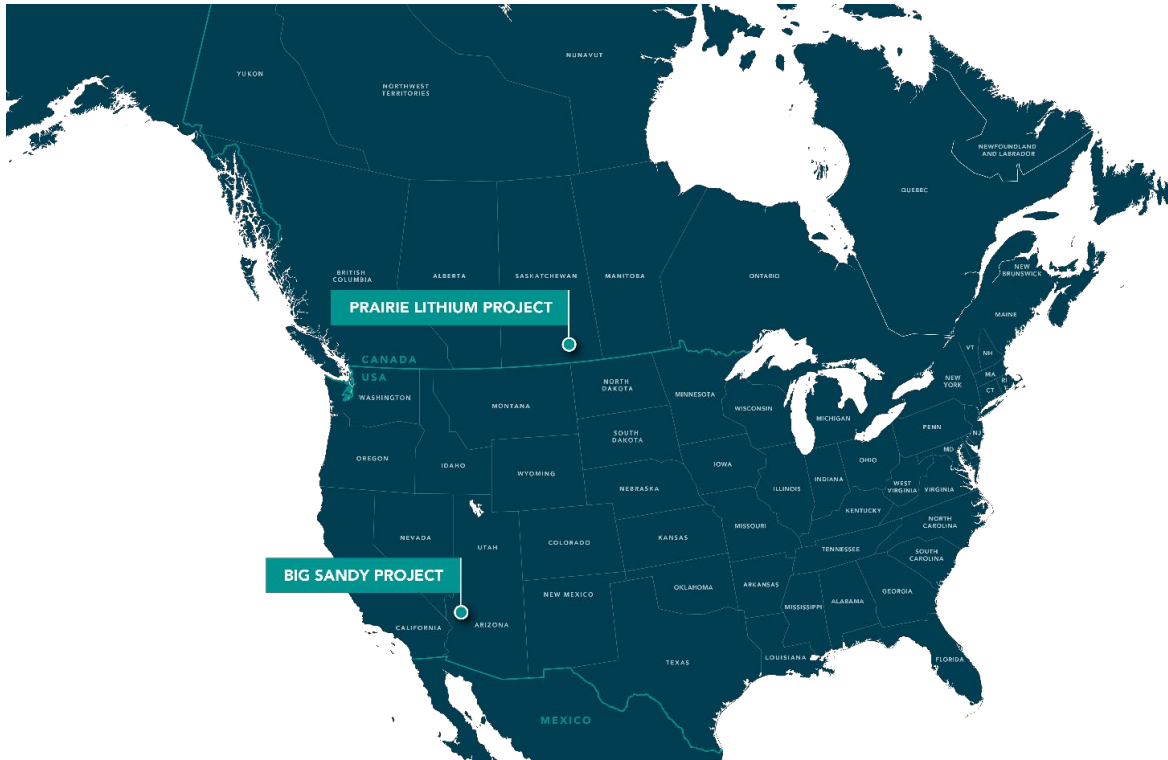 NUNAVUT
YUKON
NORTHWEST
TERRITORIES
NEWFOUNDLAND
AND LABRADOR
QUEBEC
BRITISH
COLUMBIA
ALBERTA
SASKATCHEWAN
MANITOBA
ONTARIO
NEW
BRUNSWICK
MAINE
PRAIRIE LITHIUM PROJECT
CANADA
USA
WASHINGTON
MONTANA
NORTH
DAKOTA
MINNESOTA
WISCONSIN
MICHIGAN
NEW
YORK
VT
NH
MA
RI
CT
OREGON
IDAHO
WYOMING
SOUTH
DAKOTA
IOWA
NEBRASKA
ILLINOIS
INDIANA
OHIO
PENN
NJ
MD
WEST
VIRGINIA
VIRGINIA
KENTUCKY
NEVADA
UTAH
COLORADO
KANSAS
MISSOURI
NORTH
CAROLINA
TENNESSEE
SOUTH
CAROLINA
BIG SANDY PROJECT
CALIFORNIA
ARIZONA
NEW MEXICO
OKLAHOMA
ARKANSAS
MISSISSIPPI
ALABAMA
GEORGIA
TEXAS
LOUISIANA
FLORIDA
MEXICO